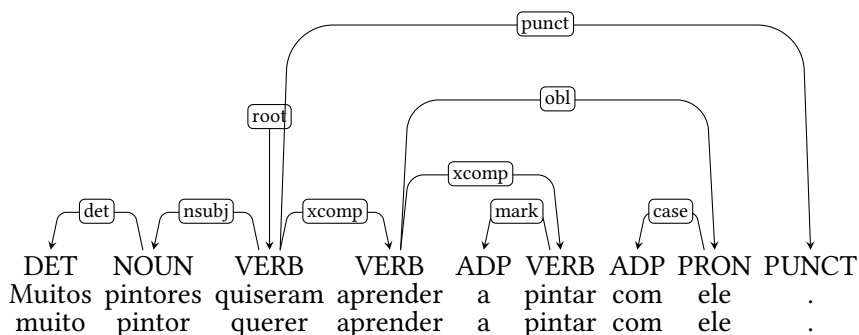 punct
obl
root
xcomp
det nsubj xcomp mark case
DET NOUN VERB VERB ADP VERB ADP PRON PUNCT
Muitos pintores quiseram aprender a pintar com ele .
muito pintor querer aprender a pintar com ele .